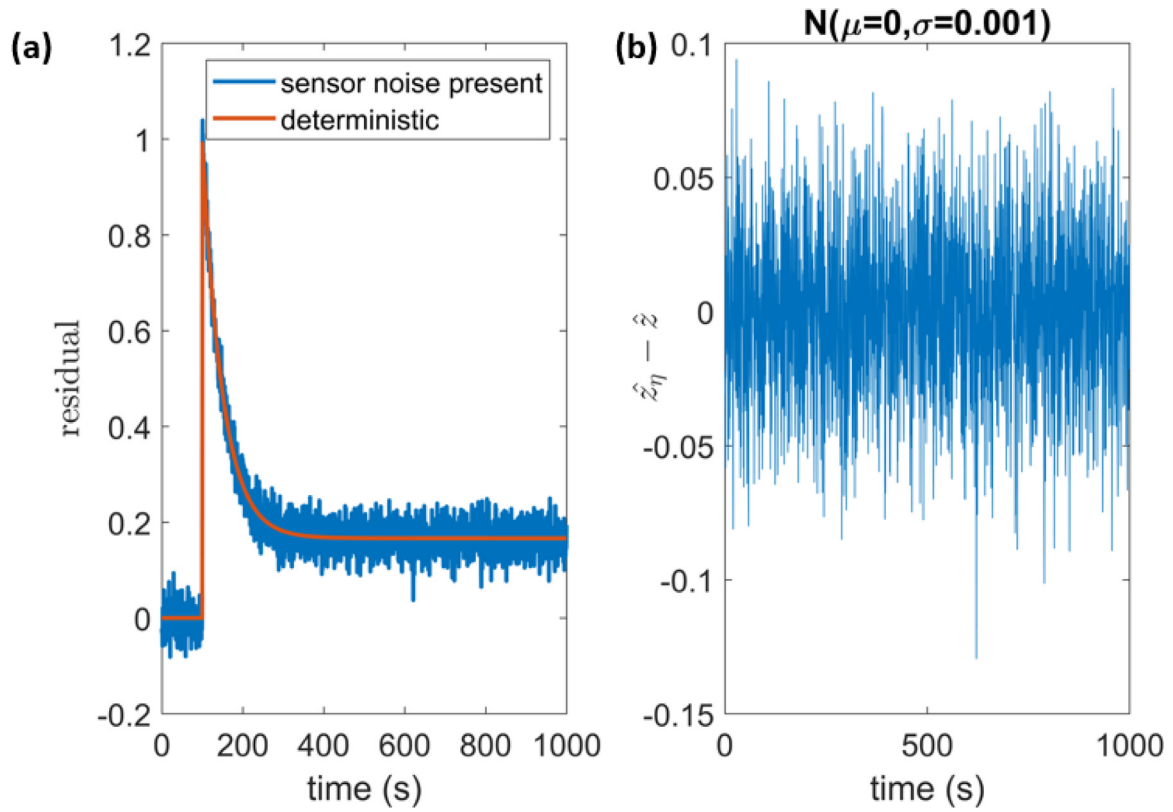 (a)
1.2
1
0.8
0.6
0.4
0.2
0
-0.2
residual
sensor noise present
deterministic
0 200 400 600 800 1000
time (s)
(b)
N(μ=0,σ=0.001)
0.1
0.05
0
-0.05
-0.1
-0.15
ẑη − ẑ
0 500 1000
time (s)